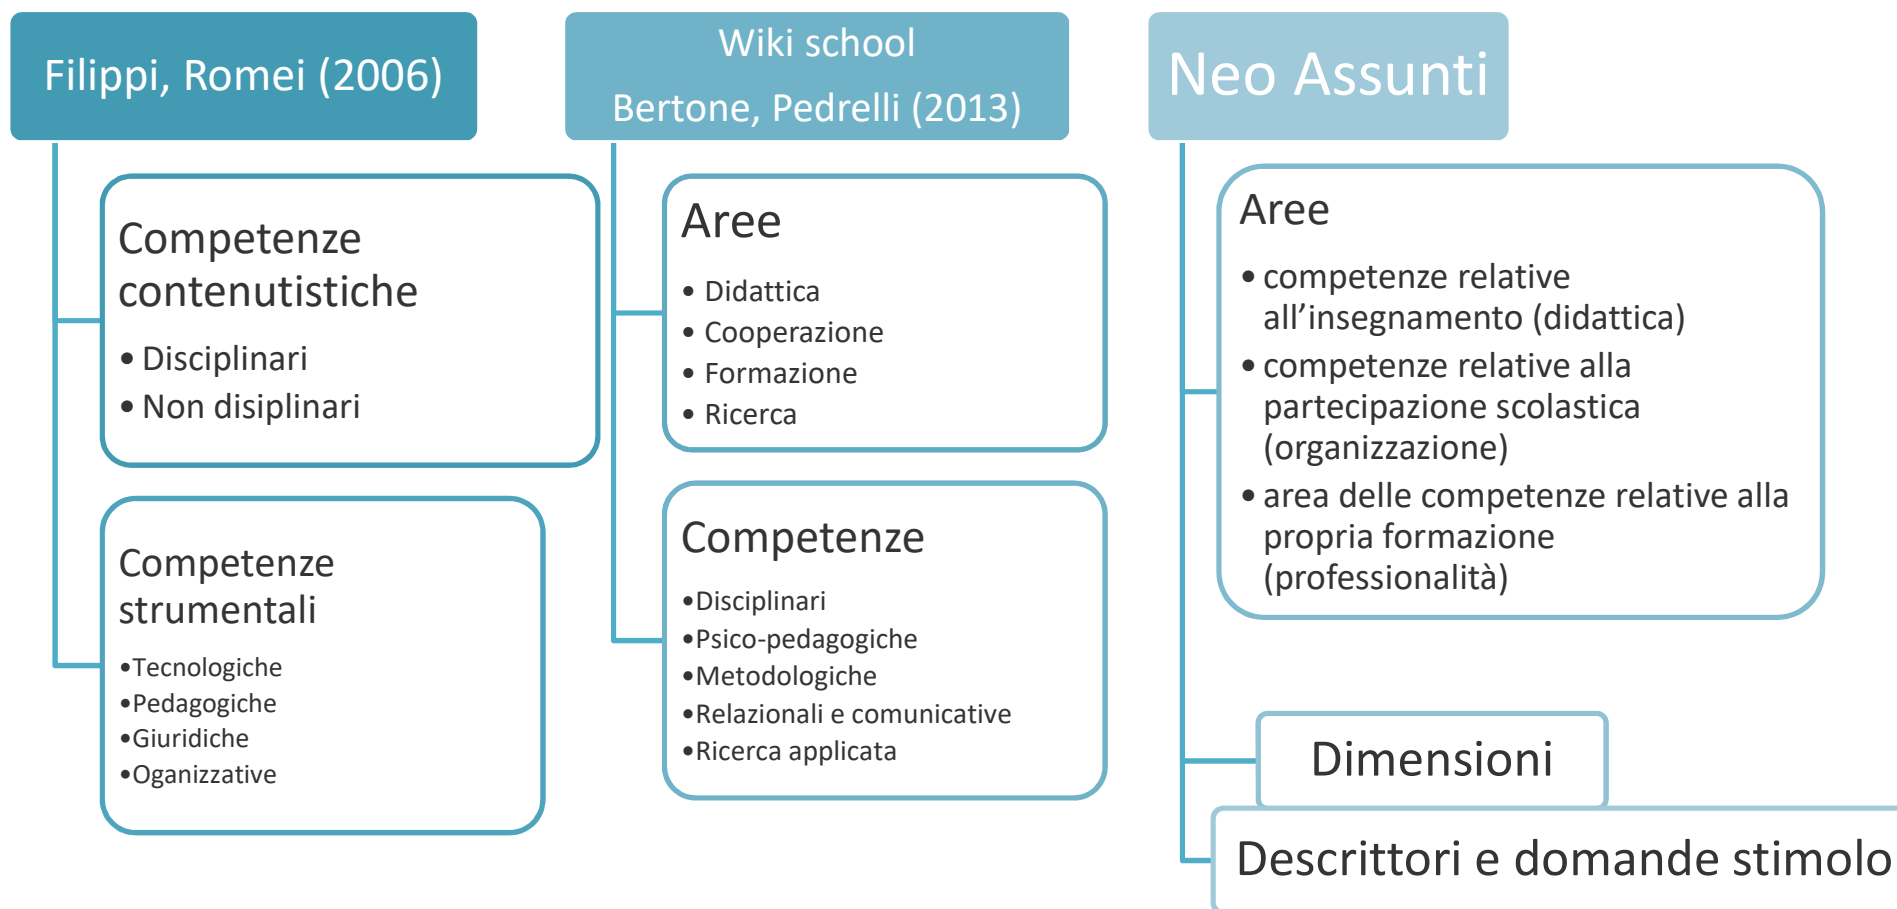 Filippi, Romei (2006)
Competenze
contenutistiche
• Disciplinari
• Non disiplinari
Competenze
strumentali
•Tecnologiche
•Pedagogiche
•Giuridiche
•Oganizzative
Wiki school
Bertone, Pedrelli (2013)
Aree
• Didattica
• Cooperazione
• Formazione
• Ricerca
Competenze
•Disciplinari
•Psico-pedagogiche
•Metodologiche
•Relazionali e comunicative
•Ricerca applicata
Neo Assunti
Aree
• competenze relative
all’insegnamento (didattica)
• competenze relative alla
partecipazione scolastica
(organizzazione)
• area delle competenze relative alla
propria formazione
(professionalità)
Dimensioni
Descrittori e domande stimolo